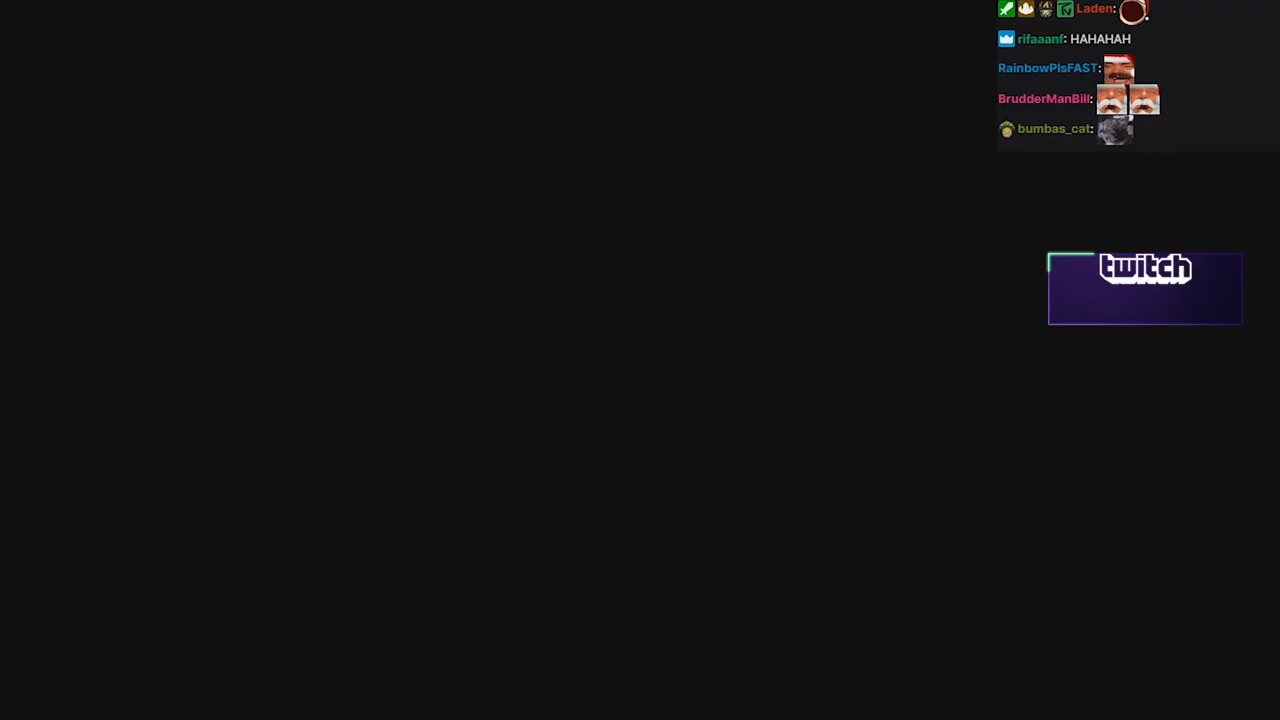 Laden:
rifaaanf: HAHAHAH
RainbowPlsFAST:
BrudderManBill:
bumbas_cat:
twitch